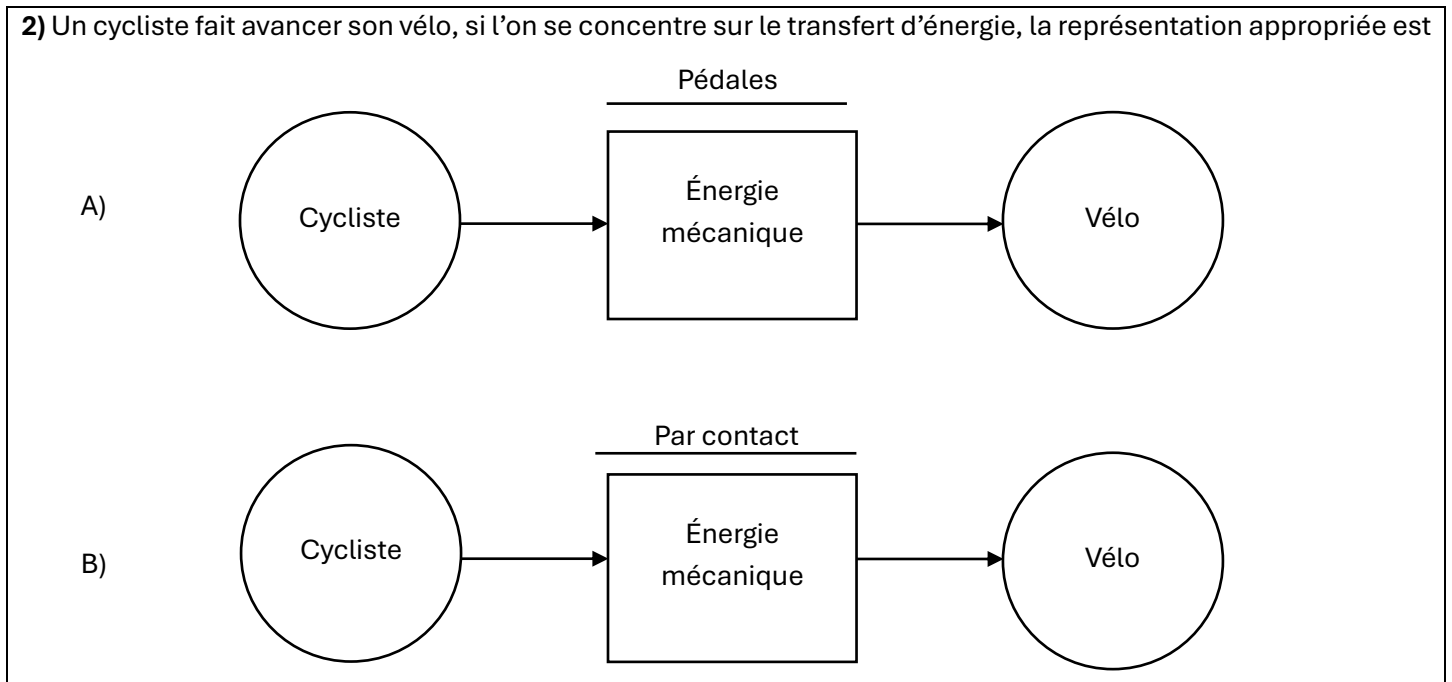 2) Un cycliste fait avancer son vélo, si l’on se concentre sur le transfert d’énergie, la représentation appropriée est
Pédales
A)
Cycliste
Énergie
mécanique
Vélo
Par contact
B)
Cycliste
Énergie
mécanique
Vélo